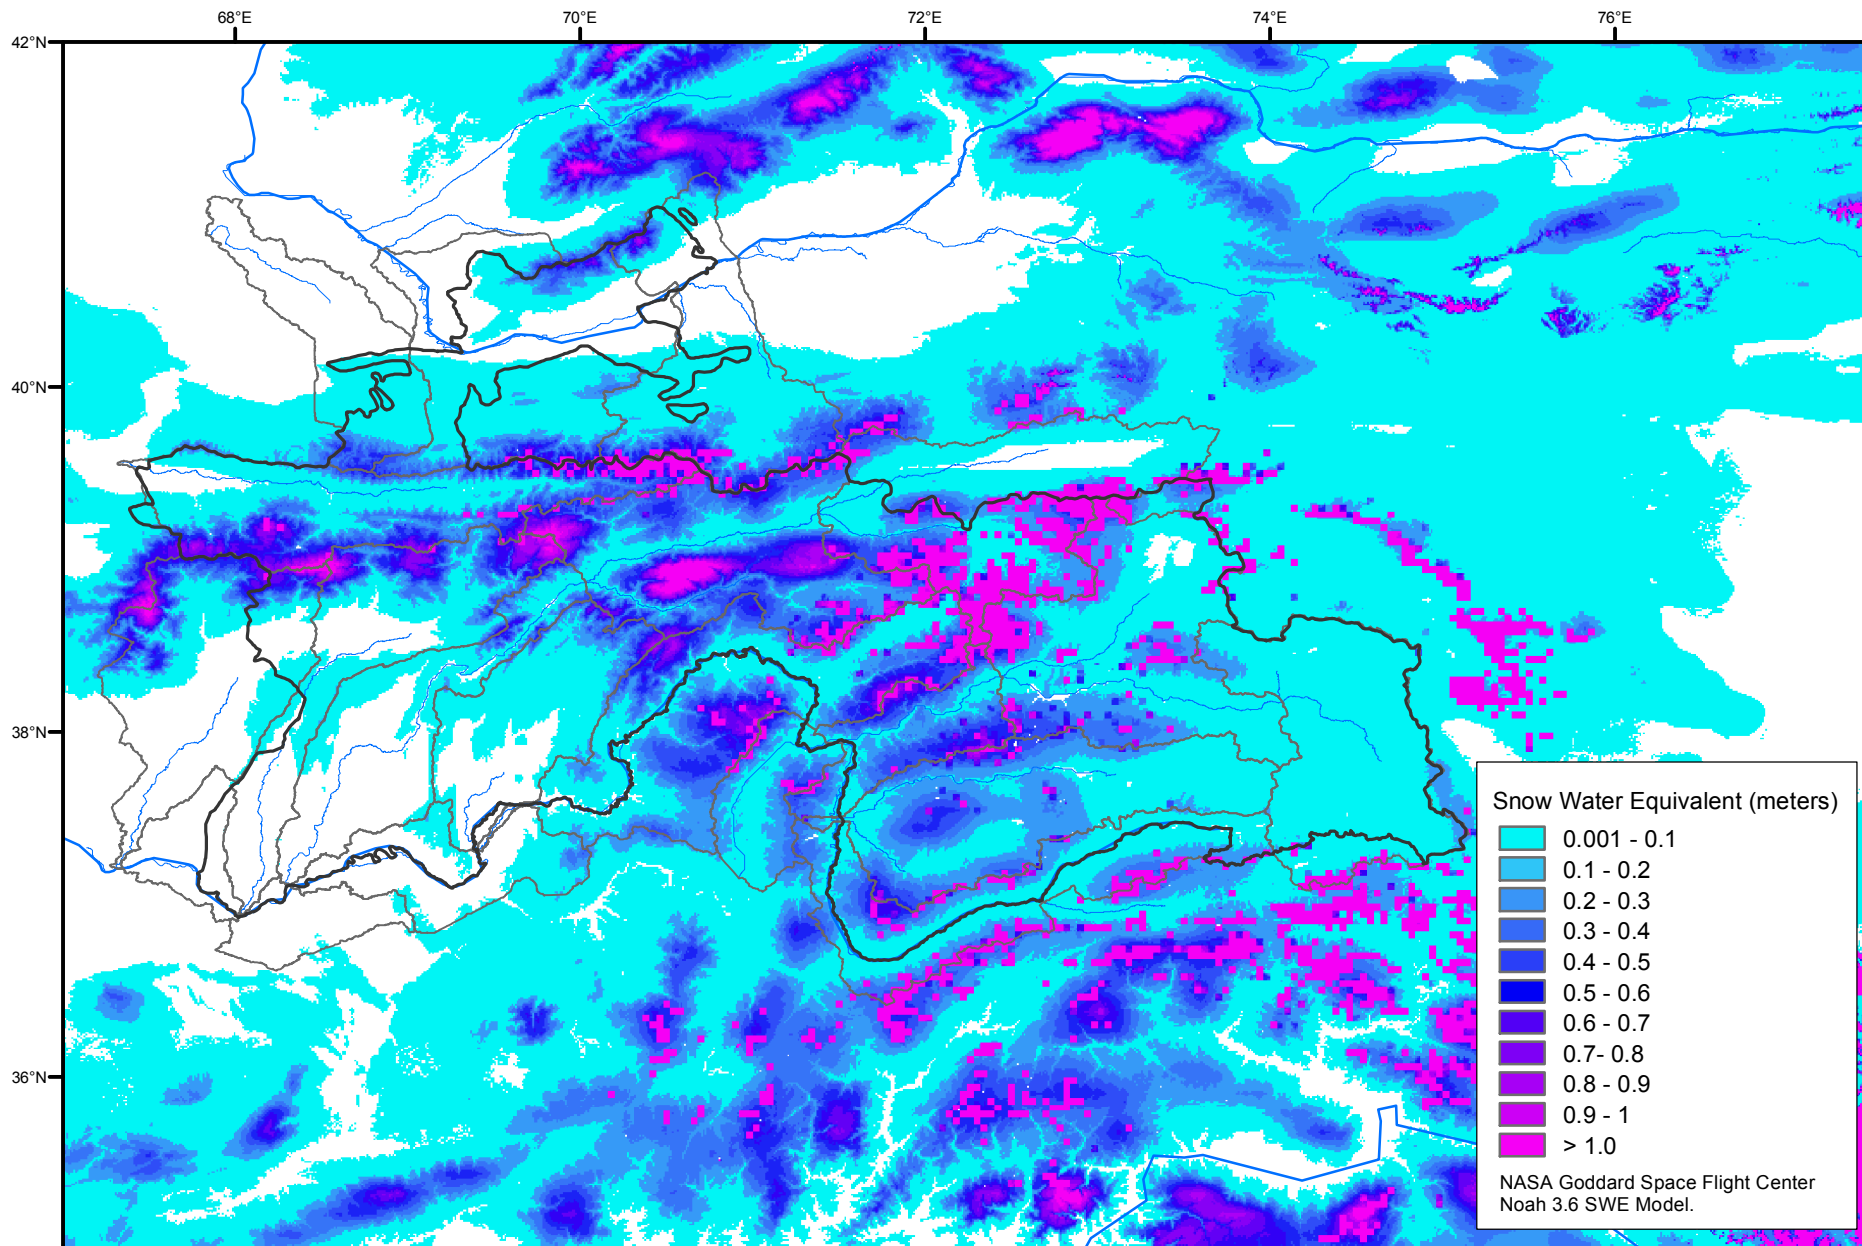 68°E
70°E
72°E
74°E
76°E
42°N
40°N
38°N
36°N
Snow Water Equivalent (meters)
0.001 - 0.1
0.1 - 0.2
0.2 - 0.3
0.3 - 0.4
0.4 - 0.5
0.5 - 0.6
0.6 - 0.7
0.7- 0.8
0.8 - 0.9
0.9 - 1
> 1.0
NASA Goddard Space Flight Center
Noah 3.6 SWE Model.